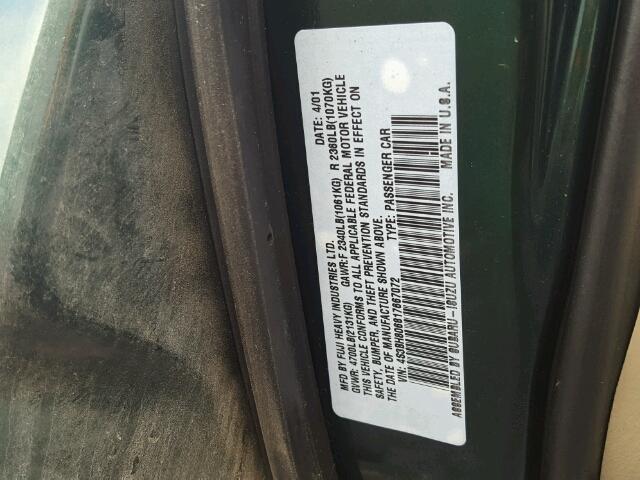 MFD BY FUJI HEAVY INDUSTRIES LTD. DATE: 4/01
GVWR: 4700LB(2131KG) GAWR:F 2340LB(1061KG) R 2360LB(1070KG)
THIS VEHICLE CONFORMS TO ALL APPLICABLE FEDERAL MOTOR VEHICLE
SAFETY, BUMPER, AND THEFT PREVENTION STANDARDS IN EFFECT ON
THE DATE OF MANUFACTURE SHOWN ABOVE.
VIN: 4S3BH806917667072 TYPE: PASSENGER CAR
ASSEMBLED BY SUBARU-ISUZU AUTOMOTIVE INC. MADE IN U.S.A.